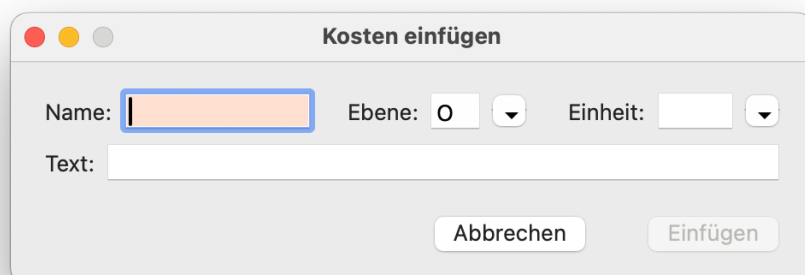 Kosten einfügen
Name: Ebene: O Einheit:
Text:
Abbrechen Einfügen